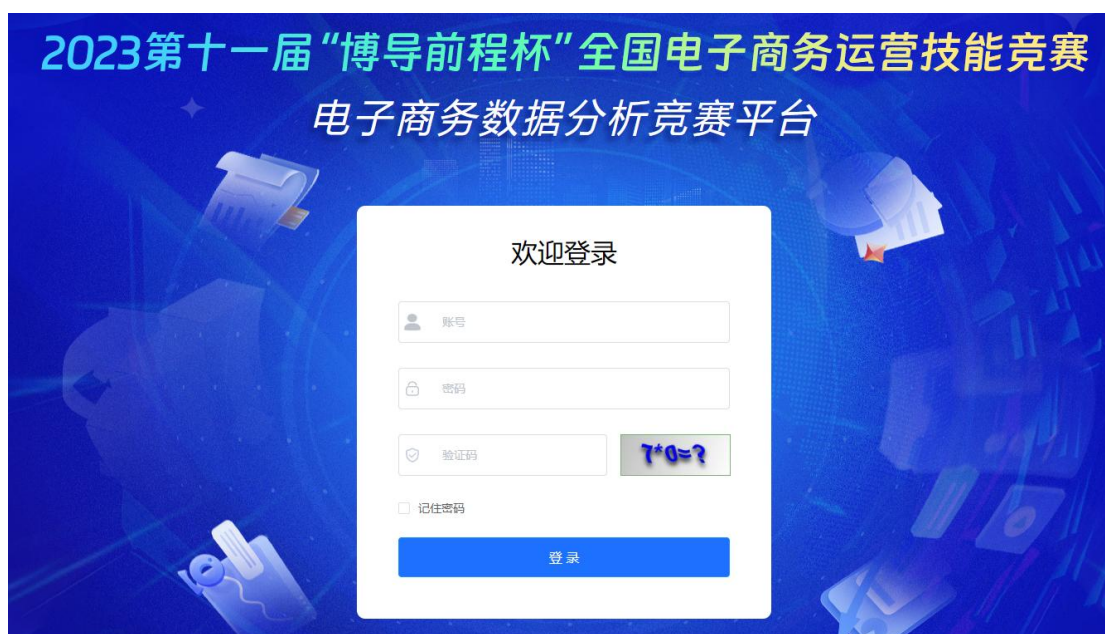 2023第十一届“博导前程杯”全国电子商务运营技能竞赛
电子商务数据分析竞赛平台
欢迎登录
账号
密码
验证码
7*0=?
记住密码
登录